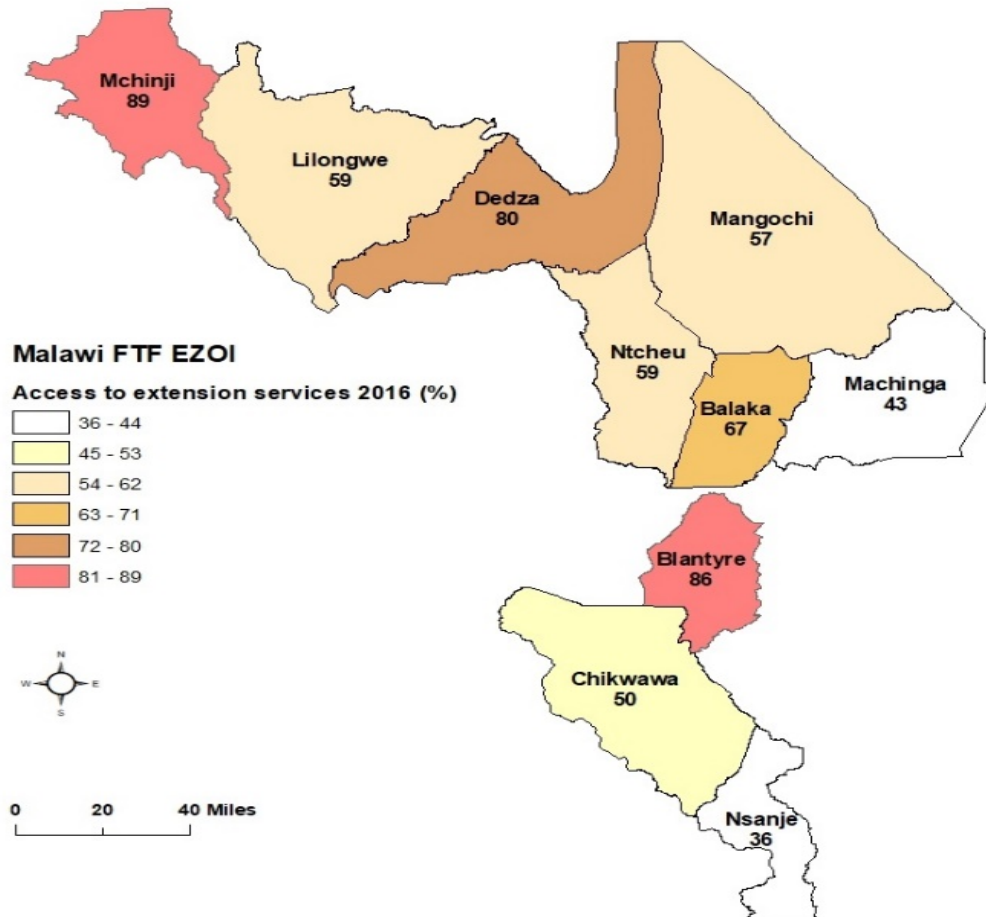 Mchinji
89
Lilongwe
59
Dedza
80
Mangochi
57
Malawi FTF EZOI
Access to extension services 2016 (%)
36 - 44
45 - 53
54 - 62
63 - 71
72 - 80
81 - 89
Ntcheu
59
Balaka
67
Machinga
43
Blantyre
86
Chikwawa
50
Nsanje
36
N
W E
S
0 20 40 Miles